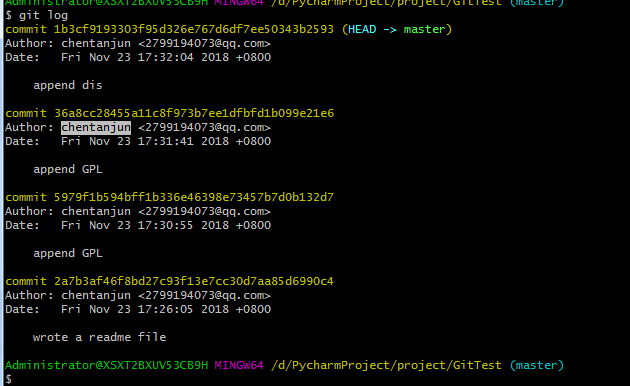 Administrator@XSXT2BXUV53CB9H MINGW64 /d/PycharmProject/project/GitTest (master)
$ git log
commit 1b3cf9193303f95d326e767d6df7ee50343b2593 (HEAD -> master)
Author: chentanjun <2799194073@qq.com>
Date:   Fri Nov 23 17:32:04 2018 +0800
append dis
commit 36a8cc28455a11c8f973b7ee1dfbfd1b099e21e6
Author: chentanjun <2799194073@qq.com>
Date:   Fri Nov 23 17:31:41 2018 +0800
append GPL
commit 5979f1b594bff1b336e46398e73457b7d0b132d7
Author: chentanjun <2799194073@qq.com>
Date:   Fri Nov 23 17:30:55 2018 +0800
append GPL
commit 2a7b3af46f8bd27c93f13e7cc30d7aa85d6990c4
Author: chentanjun <2799194073@qq.com>
Date:   Fri Nov 23 17:26:05 2018 +0800
wrote a readme file
Administrator@XSXT2BXUV53CB9H MINGW64 /d/PycharmProject/project/GitTest (master)
$